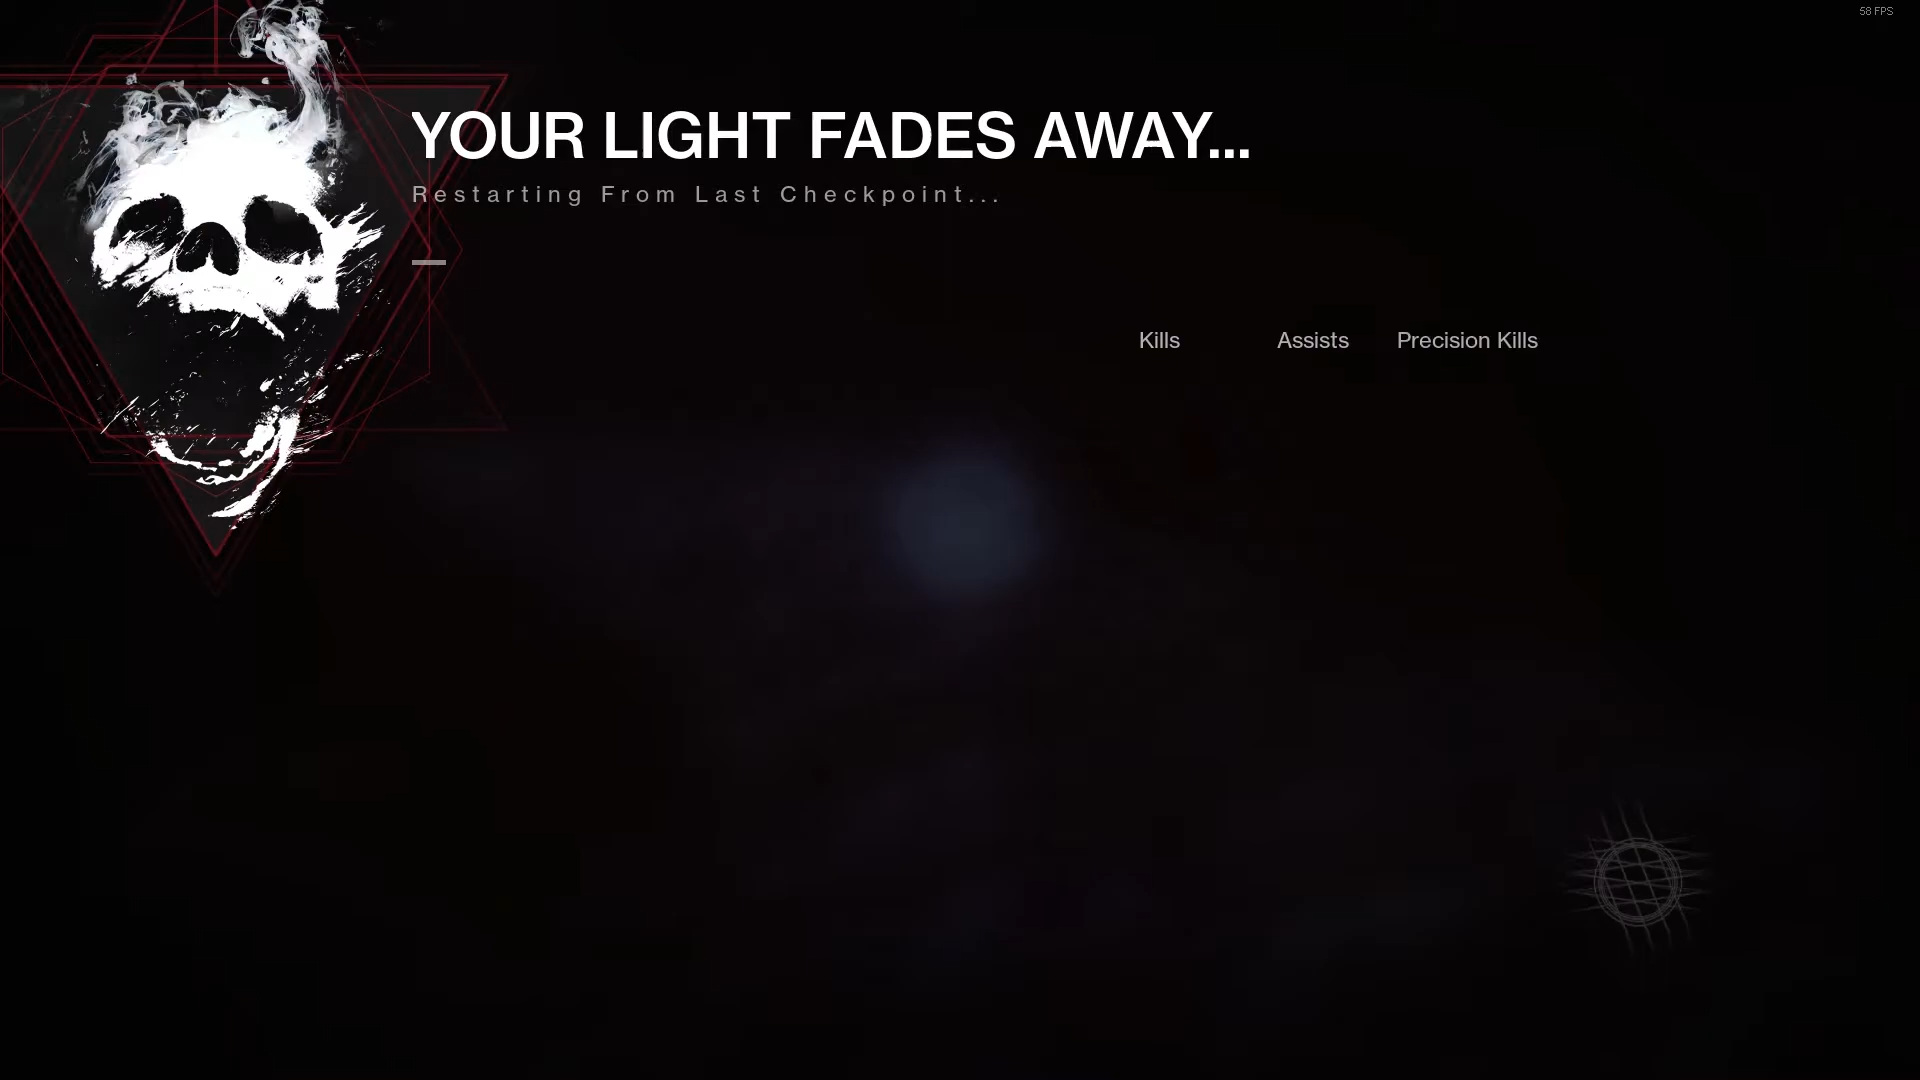 58 FPS
YOUR LIGHT FADES AWAY...
Restarting From Last Checkpoint...
Kills Assists Precision Kills